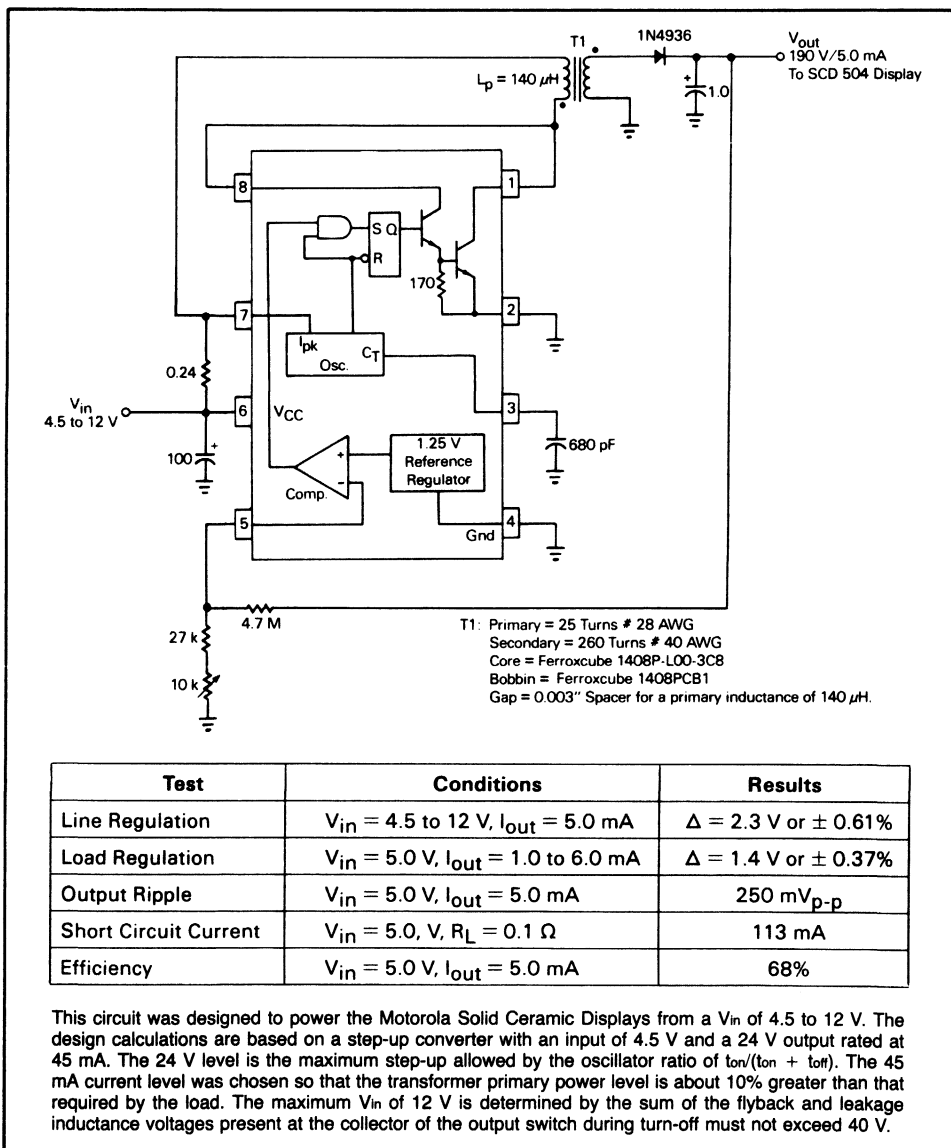 T1
1N4936
Vout
190 V/5.0 mA
To SCD 504 Display
Lp = 140 μH
+
1.0
8
1
S Q
R
170
7
2
Ipk
CT
Osc.
0.24
Vin
4.5 to 12 V
6
VCC
3
680 pF
100
+
1.25 V
Reference
Regulator
+
−
Comp.
5
Gnd
4
4.7 M
27 k
10 k
T1: Primary = 25 Turns # 28 AWG
Secondary = 260 Turns # 40 AWG
Core = Ferroxcube 1408P-L00-3C8
Bobbin = Ferroxcube 1408PCB1
Gap = 0.003" Spacer for a primary inductance of 140 μH.
Test Conditions Results
Line Regulation Vin = 4.5 to 12 V, Iout = 5.0 mA Δ = 2.3 V or ± 0.61%
Load Regulation Vin = 5.0 V, Iout = 1.0 to 6.0 mA Δ = 1.4 V or ± 0.37%
Output Ripple Vin = 5.0 V, Iout = 5.0 mA 250 mVp-p
Short Circuit Current Vin = 5.0, V, RL = 0.1 Ω 113 mA
Efficiency Vin = 5.0 V, Iout = 5.0 mA 68%
This circuit was designed to power the Motorola Solid Ceramic Displays from a Vin of 4.5 to 12 V. The
design calculations are based on a step-up converter with an input of 4.5 V and a 24 V output rated at
45 mA. The 24 V level is the maximum step-up allowed by the oscillator ratio of ton/(ton + toff). The 45
mA current level was chosen so that the transformer primary power level is about 10% greater than that
required by the load. The maximum Vin of 12 V is determined by the sum of the flyback and leakage
inductance voltages present at the collector of the output switch during turn-off must not exceed 40 V.